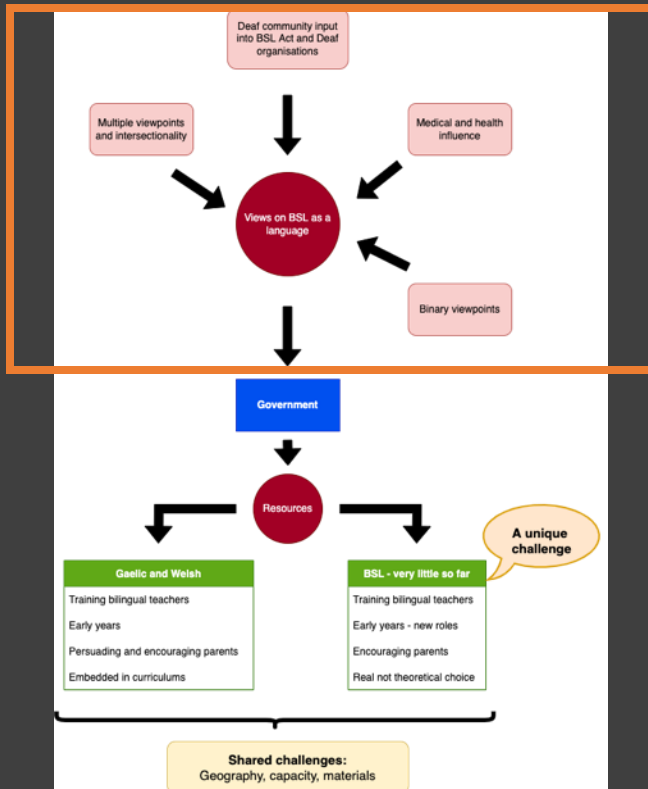 Deaf community input
into BSL Act and Deaf
organisations
Multiple viewpoints
and intersectionality
Medical and health
influence
Views on BSL as a
language
Binary viewpoints
Government
Resources
A unique
challenge
Gaelic and Welsh
Training bilingual teachers
Early years
Persuading and encouraging parents
Embedded in curriculums
BSL - very little so far
Training bilingual teachers
Early years - new roles
Encouraging parents
Real not theoretical choice
Shared challenges:
Geography, capacity, materials